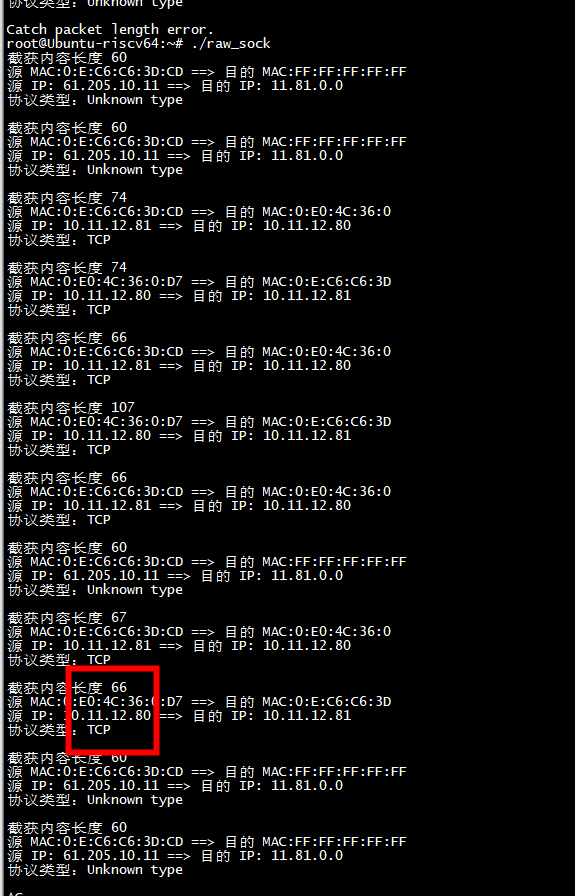 协议类型：Unknown type
Catch packet length error.
root@Ubuntu-riscv64:~# ./raw_sock
截获内容长度 60
源 MAC:0:E:C6:C6:3D:CD ==> 目的 MAC:FF:FF:FF:FF:FF
源 IP: 61.205.10.11 ==> 目的 IP: 11.81.0.0
协议类型：Unknown type
截获内容长度 60
源 MAC:0:E:C6:C6:3D:CD ==> 目的 MAC:FF:FF:FF:FF:FF
源 IP: 61.205.10.11 ==> 目的 IP: 11.81.0.0
协议类型：Unknown type
截获内容长度 74
源 MAC:0:E:C6:C6:3D:CD ==> 目的 MAC:0:E0:4C:36:0
源 IP: 10.11.12.81 ==> 目的 IP: 10.11.12.80
协议类型：TCP
截获内容长度 74
源 MAC:0:E0:4C:36:0:D7 ==> 目的 MAC:0:E:C6:C6:3D
源 IP: 10.11.12.80 ==> 目的 IP: 10.11.12.81
协议类型：TCP
截获内容长度 66
源 MAC:0:E:C6:C6:3D:CD ==> 目的 MAC:0:E0:4C:36:0
源 IP: 10.11.12.81 ==> 目的 IP: 10.11.12.80
协议类型：TCP
截获内容长度 107
源 MAC:0:E0:4C:36:0:D7 ==> 目的 MAC:0:E:C6:C6:3D
源 IP: 10.11.12.80 ==> 目的 IP: 10.11.12.81
协议类型：TCP
截获内容长度 66
源 MAC:0:E:C6:C6:3D:CD ==> 目的 MAC:0:E0:4C:36:0
源 IP: 10.11.12.81 ==> 目的 IP: 10.11.12.80
协议类型：TCP
截获内容长度 60
源 MAC:0:E:C6:C6:3D:CD ==> 目的 MAC:FF:FF:FF:FF:FF
源 IP: 61.205.10.11 ==> 目的 IP: 11.81.0.0
协议类型：Unknown type
截获内容长度 67
源 MAC:0:E:C6:C6:3D:CD ==> 目的 MAC:0:E0:4C:36:0
源 IP: 10.11.12.81 ==> 目的 IP: 10.11.12.80
协议类型：TCP
截获内容长度 66
源 MAC:0:E0:4C:36:0:D7 ==> 目的 MAC:0:E:C6:C6:3D
源 IP: 10.11.12.80 ==> 目的 IP: 10.11.12.81
协议类型：TCP
截获内容长度 60
源 MAC:0:E:C6:C6:3D:CD ==> 目的 MAC:FF:FF:FF:FF:FF
源 IP: 61.205.10.11 ==> 目的 IP: 11.81.0.0
协议类型：Unknown type
截获内容长度 60
源 MAC:0:E:C6:C6:3D:CD ==> 目的 MAC:FF:FF:FF:FF:FF
源 IP: 61.205.10.11 ==> 目的 IP: 11.81.0.0
协议类型：Unknown type